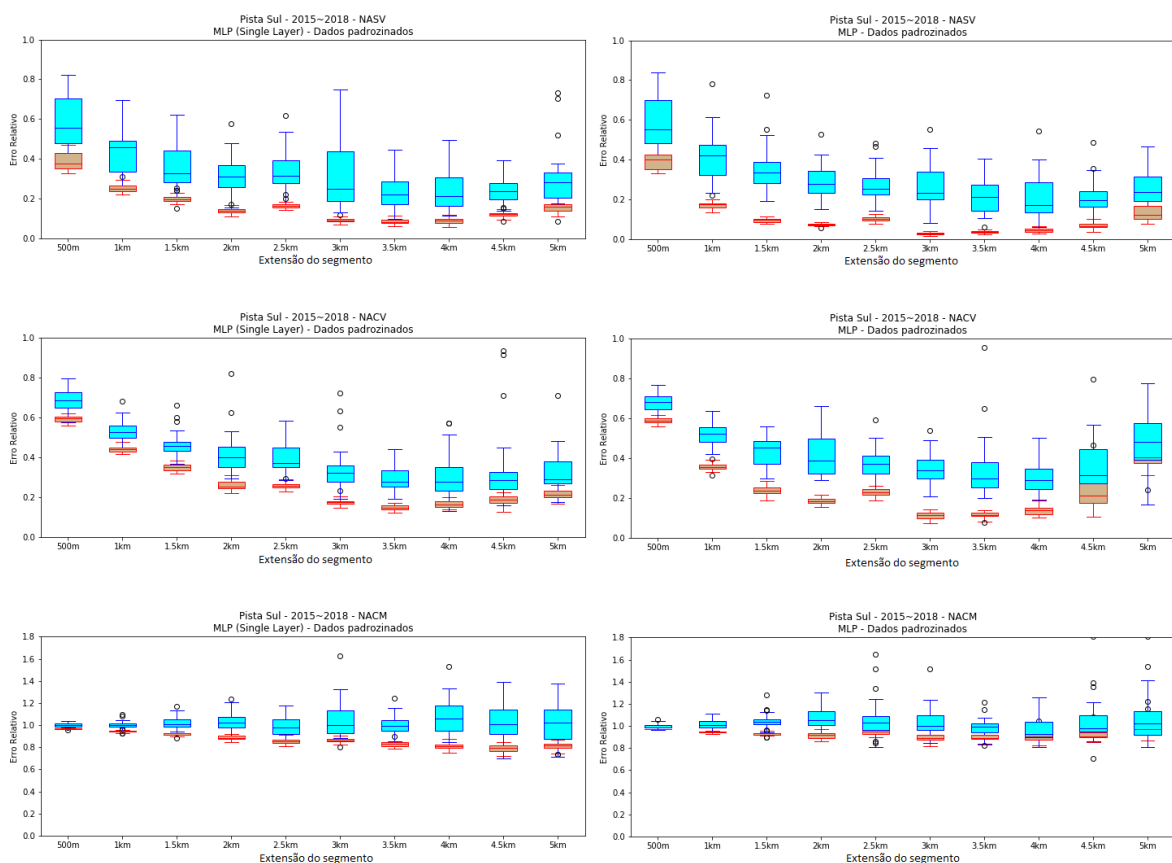 Pista Sul - 2015~2018 - NASV
MLP (Single Layer) - Dados padrozinados
Erro Relativo
1.0
0.8
0.6
0.4
0.2
0.0
500m 1km 1.5km 2km 2.5km 3km 3.5km 4km 4.5km 5km
Extensão do segmento
Pista Sul - 2015~2018 - NASV
MLP - Dados padrozinados
Erro Relativo
1.0
0.8
0.6
0.4
0.2
0.0
500m 1km 1.5km 2km 2.5km 3km 3.5km 4km 4.5km 5km
Extensão do segmento
Pista Sul - 2015~2018 - NACV
MLP (Single Layer) - Dados padrozinados
Erro Relativo
1.0
0.8
0.6
0.4
0.2
0.0
500m 1km 1.5km 2km 2.5km 3km 3.5km 4km 4.5km 5km
Extensão do segmento
Pista Sul - 2015~2018 - NACV
MLP - Dados padrozinados
Erro Relativo
1.0
0.8
0.6
0.4
0.2
0.0
500m 1km 1.5km 2km 2.5km 3km 3.5km 4km 4.5km 5km
Extensão do segmento
Pista Sul - 2015~2018 - NACM
MLP (Single Layer) - Dados padrozinados
Erro Relativo
1.8
1.6
1.4
1.2
1.0
0.8
0.6
0.4
0.2
0.0
500m 1km 1.5km 2km 2.5km 3km 3.5km 4km 4.5km 5km
Extensão do segmento
Pista Sul - 2015~2018 - NACM
MLP - Dados padrozinados
Erro Relativo
1.8
1.6
1.4
1.2
1.0
0.8
0.6
0.4
0.2
0.0
500m 1km 1.5km 2km 2.5km 3km 3.5km 4km 4.5km 5km
Extensão do segmento